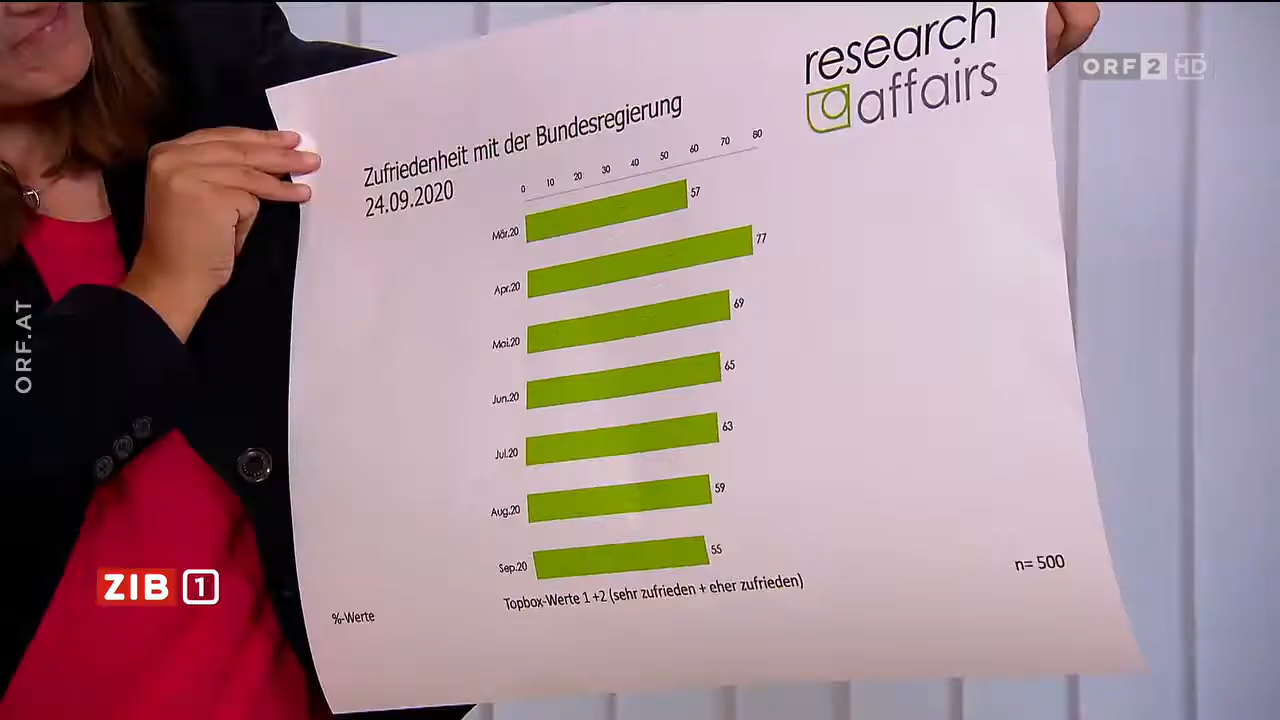 research
affairs
ORF 2 HD
Zufriedenheit mit der Bundesregierung
24.09.2020
0 10 20 30 40 50 60 70 80
Mär.20 57
Apr.20 77
Mai.20 69
Jun.20 65
Jul.20 63
Aug.20 59
Sep.20 55
n= 500
Topbox-Werte 1 +2 (sehr zufrieden + eher zufrieden)
%-Werte
ORF.AT
ZIB 1